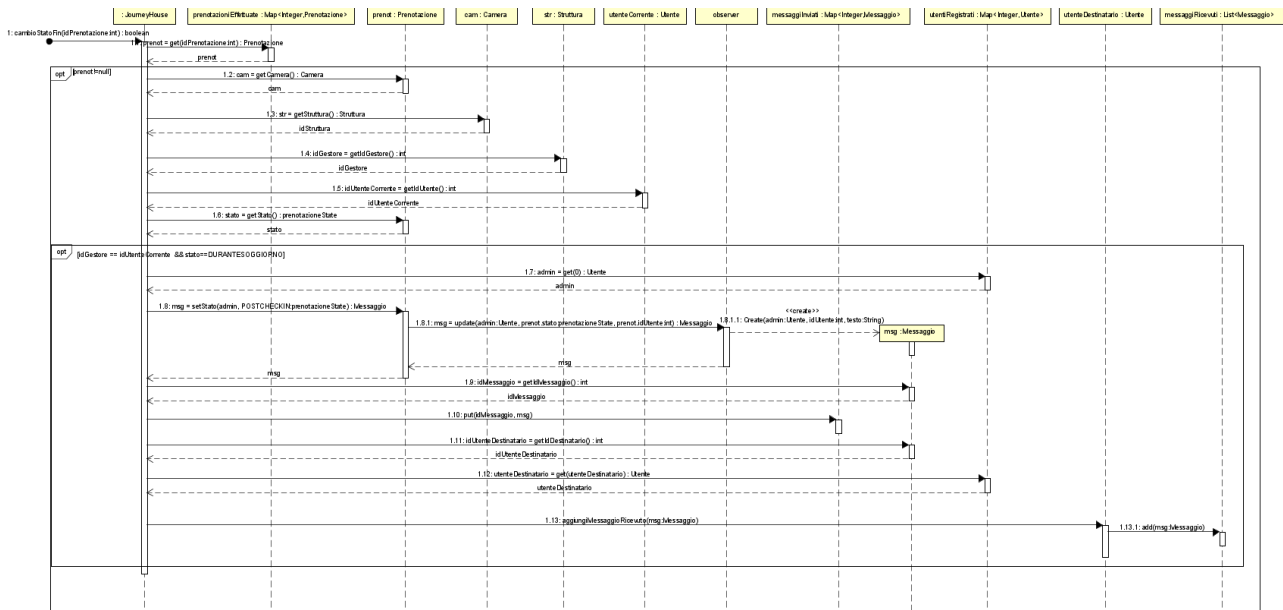 : JourneyHouse
prenotazioniEffettuate : Map<Integer,Prenotazione>
prenot : Prenotazione
cam : Camera
str : Struttura
utenteCorrente : Utente
observer
messaggiInviati : Map<Integer,Messaggio>
utentiRegistrati : Map<Integer,Utente>
utenteDestinatario : Utente
messaggiRicevuti : List<Messaggio>
1: cambioStatoFin(idPrenotazione:int) : boolean
prenot = get(idPrenotazione:int) : Prenotazione
prenot
opt
[prenot!=null]
1.2: cam = getCamera() : Camera
cam
1.3: str = getStruttura() : Struttura
idStruttura
1.4: idGestore = getIdGestore() : int
idGestore
1.5: idUtenteCorrente = getIdUtente() : int
idUtenteCorrente
1.6: stato = getStato() : prenotazioneState
stato
opt
[idGestore == idUtenteCorrente && stato==DURANTESOGGIORNO]
1.7: admin = get(0) : Utente
admin
1.8: msg = setStato(admin, POSTCHECKIN:prenotazioneState) : Messaggio
<<create>>
1.8.1: msg = update(admin:Utente, prenot.stato:prenotazioneState, prenot.idUtente:int) : Messaggio
1.8.1.1: Create(admin:Utente, idUtente:int, testo:String)
msg : Messaggio
msg
msg
1.9: idMessaggio = getIdMessaggio() : int
idMessaggio
1.10: put(idMessaggio, msg)
1.11: idUtenteDestinatario = getIdDestinatario() : int
idUtenteDestinatario
1.12: utenteDestinatario = get(utenteDestinatario) : Utente
utenteDestinatario
1.13: aggiungiMessaggioRicevuto(msg:Messaggio)
1.13.1: add(msg:Messaggio)